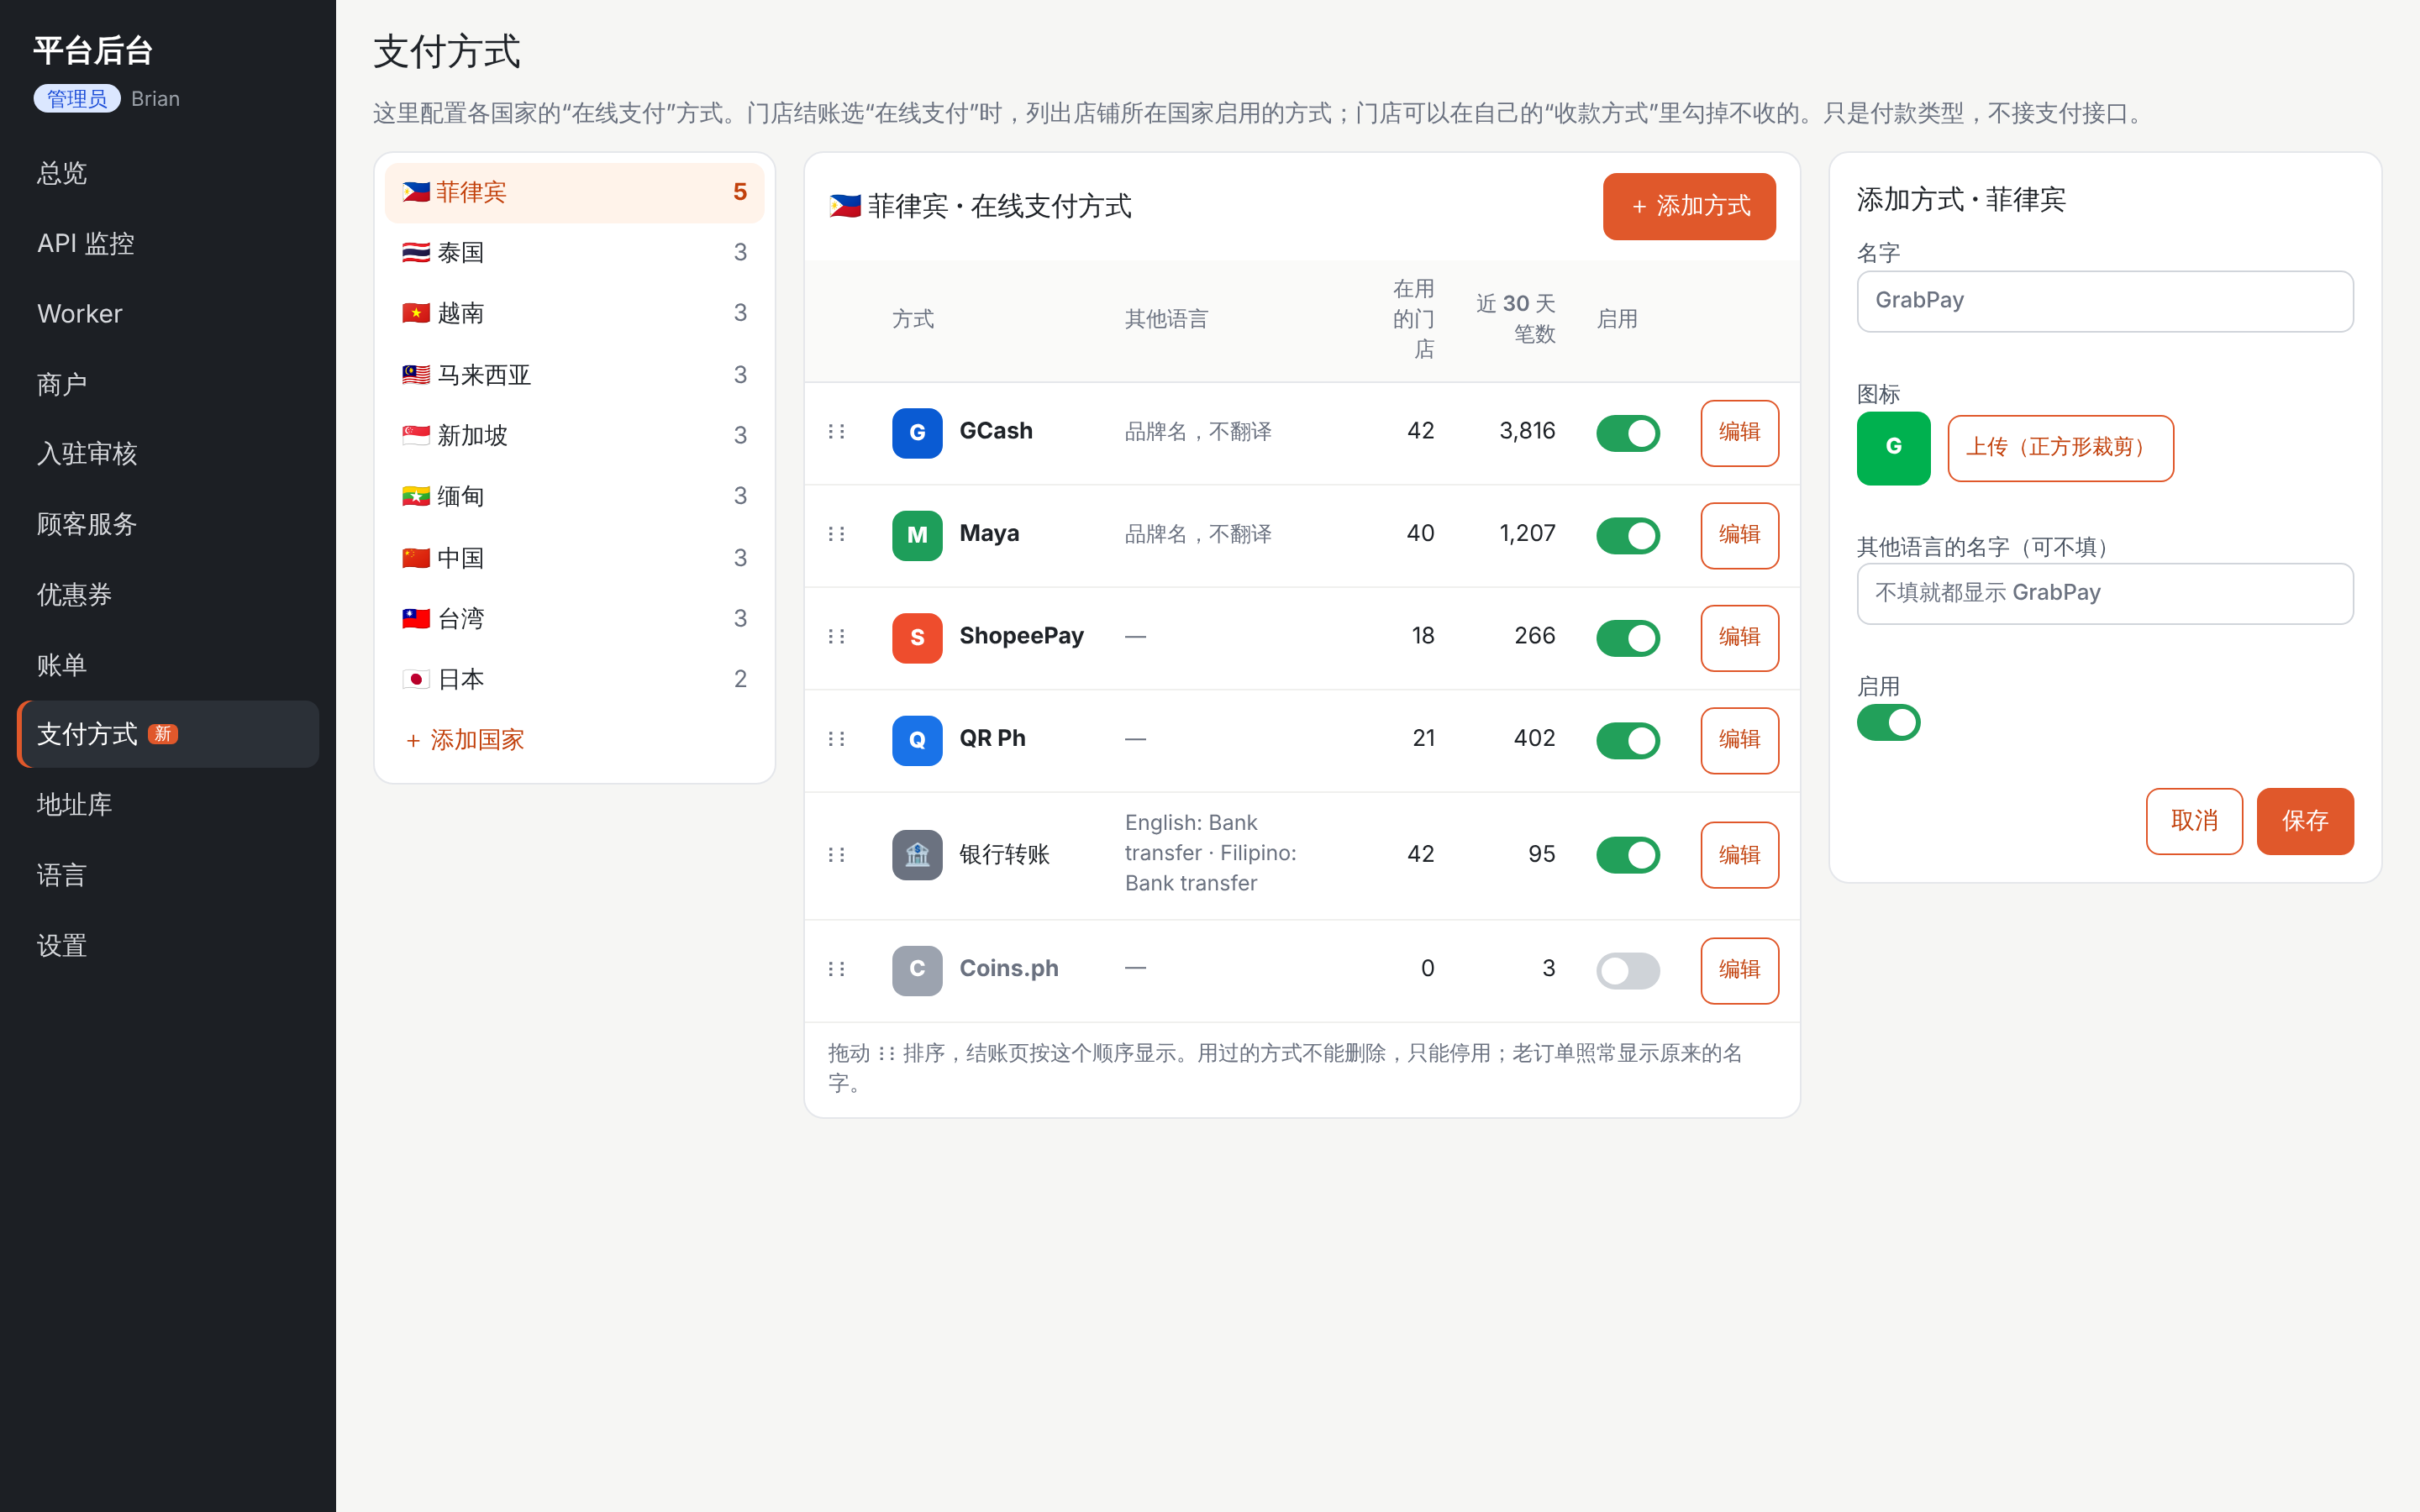 平台后台
管理员 Brian
总览
API 监控
Worker
商户
入驻审核
顾客服务
优惠券
账单
支付方式 新
地址库
语言
设置
支付方式
这里配置各国家的“在线支付”方式。门店结账选“在线支付”时，列出店铺所在国家启用的方式；门店可以在自己的“收款方式”里勾掉不收的。只是付款类型，不接支付接口。
菲律宾 5
泰国 3
越南 3
马来西亚 3
新加坡 3
缅甸 3
中国 3
台湾 3
日本 2
+ 添加国家
菲律宾 · 在线支付方式
+ 添加方式
方式 其他语言 在用的门店 近 30 天笔数 启用
G GCash 品牌名，不翻译 42 3,816 编辑
M Maya 品牌名，不翻译 40 1,207 编辑
S ShopeePay — 18 266 编辑
Q QR Ph — 21 402 编辑
银行转账 English: Bank transfer · Filipino: Bank transfer 42 95 编辑
C Coins.ph — 0 3 编辑
拖动 ⠿ 排序，结账页按这个顺序显示。用过的方式不能删除，只能停用；老订单照常显示原来的名
字。
添加方式 · 菲律宾
名字
GrabPay
图标
G 上传（正方形裁剪）
其他语言的名字（可不填）
不填就都显示 GrabPay
启用
取消 保存